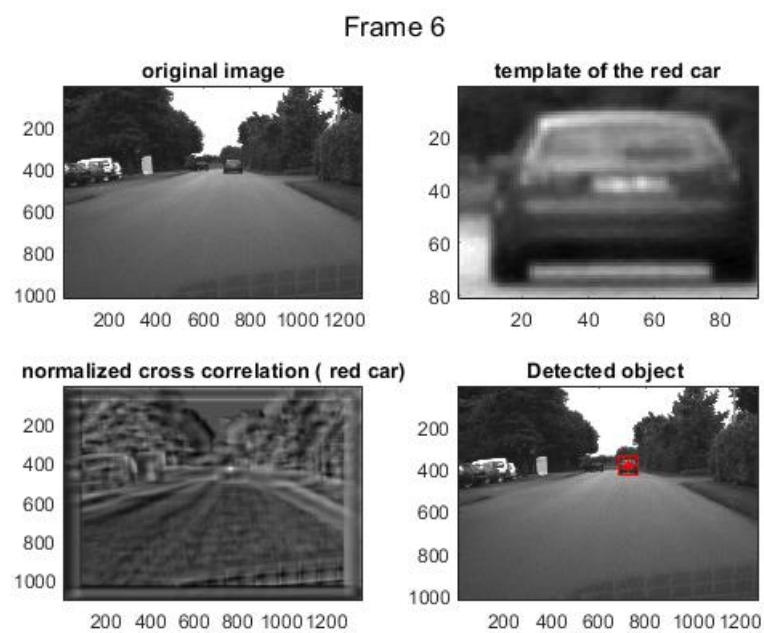 Frame 6
original image
200
400
600
800
1000
200 400 600 800 1000 1200
template of the red car
20
40
60
80
20 40 60 80
normalized cross correlation ( red car)
200
400
600
800
1000
200 400 600 800 1000 1200
Detected object
200
400
600
800
1000
200 400 600 800 1000 1200